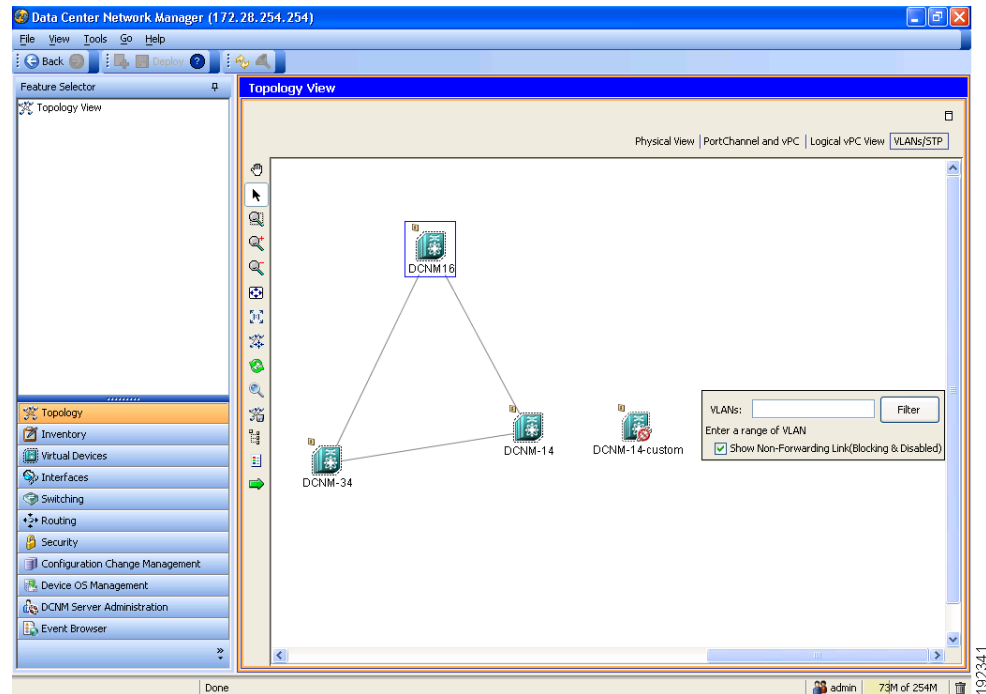 Data Center Network Manager (172.28.254.254)
File View Tools Go Help
Back Deploy ?
Feature Selector
Topology View
Topology View
Physical View | PortChannel and vPC | Logical vPC View | VLANs/STP
Topology View
DCNM16
DCNM-14
DCNM-14-custom
DCNM-34
VLANs: Filter
Enter a range of VLAN
Show Non-Forwarding Link(Blocking & Disabled)
Topology
Inventory
Virtual Devices
Interfaces
Switching
Routing
Security
Configuration Change Management
Device OS Management
DCNM Server Administration
Event Browser
Done
admin
73M of 254M
192341